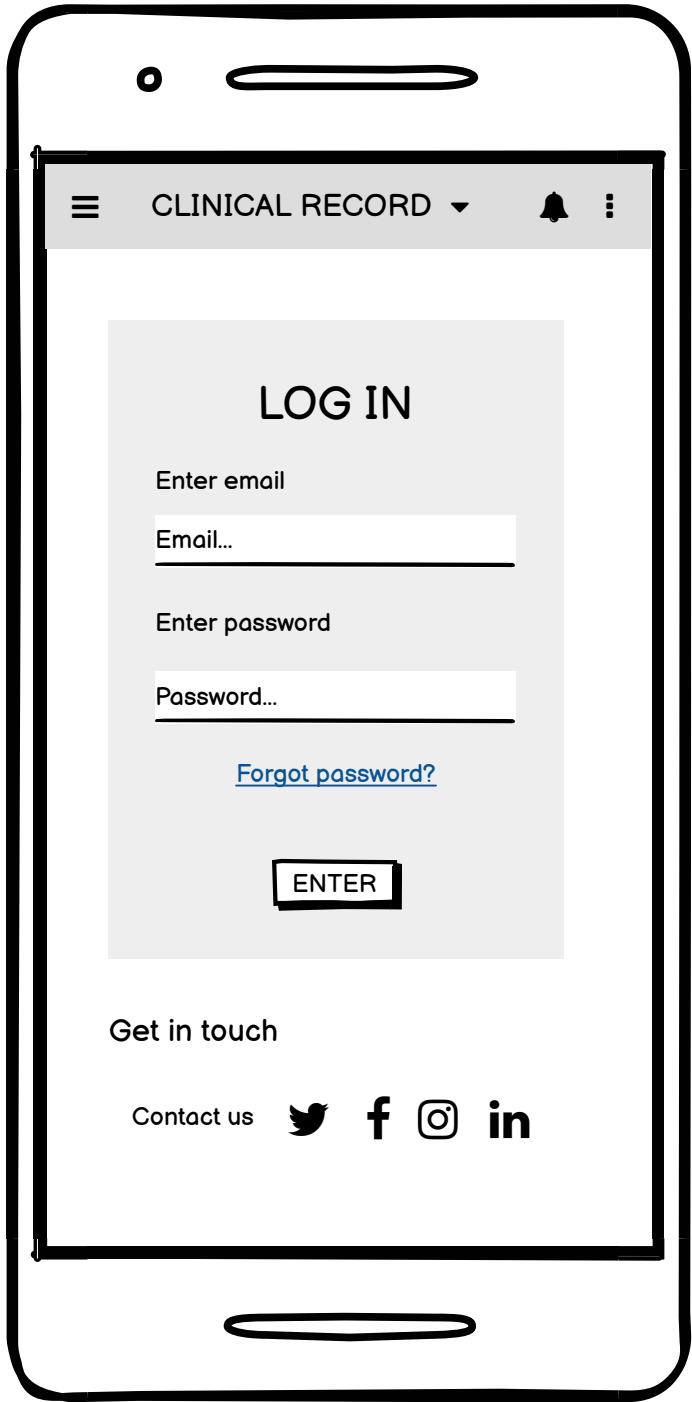 CLINICAL RECORD
LOG IN
Enter email
Email...
Enter password
Password...
Forgot password?
ENTER
Get in touch
Contact us